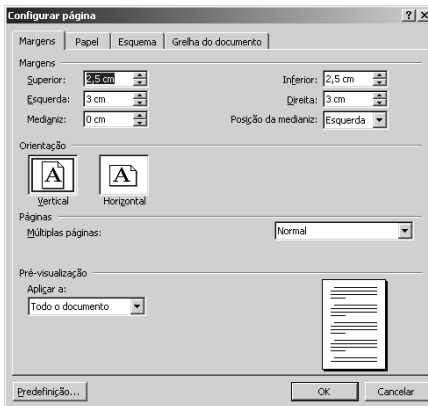 Configurar página
Margens Papel Esquema Grelha do documento
Margens
Superior: 2,5 cm Inferior: 2,5 cm
Esquerda: 3 cm Direita: 3 cm
Medianiz: 0 cm Posição da medianiz: Esquerda
Orientação
A A
Vertical Horizontal
Páginas
Múltiplas páginas: Normal
Pré-visualização
Aplicar a:
Todo o documento
Predefinição... OK Cancelar